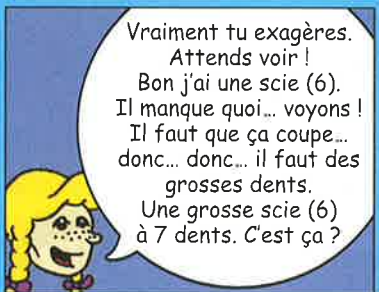 Vraiment tu exagères.
Attends voir !
Bon j'ai une scie (6).
Il manque quoi... voyons !
Il faut que ça coupe...
donc... donc... il faut des
grosses dents.
Une grosse scie (6)
à 7 dents. C'est ça ?